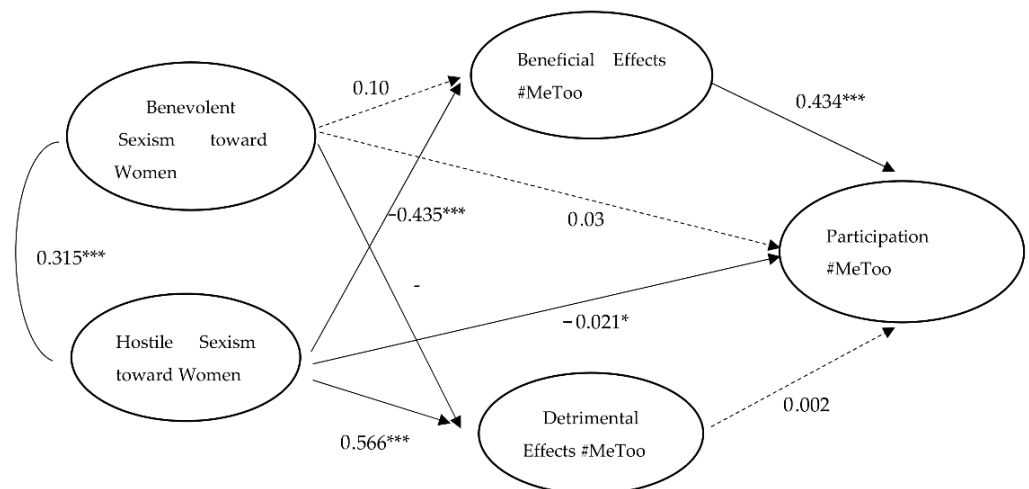 Beneficial Effects
#MeToo
0.10
0.434***
Benevolent
Sexism toward
Women
−0.435***
0.03
Participation
#MeToo
0.315***
-
Hostile Sexism
toward Women
−0.021*
0.002
Detrimental
Effects #MeToo
0.566***